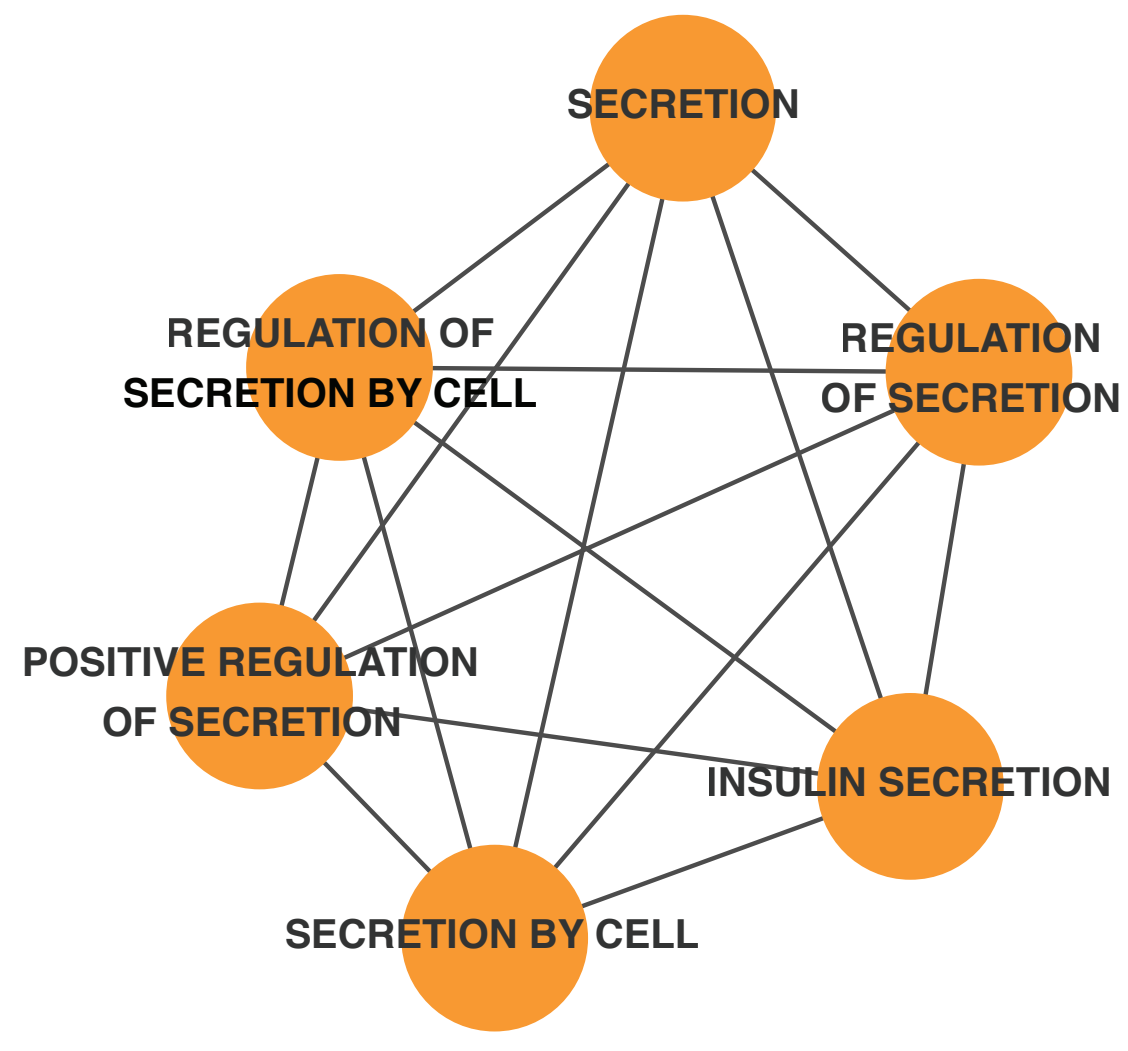 SECRETION
REGULATION OF
SECRETION BY CELL
REGULATION
OF SECRETION
POSITIVE REGULATION
OF SECRETION
INSULIN SECRETION
SECRETION BY CELL